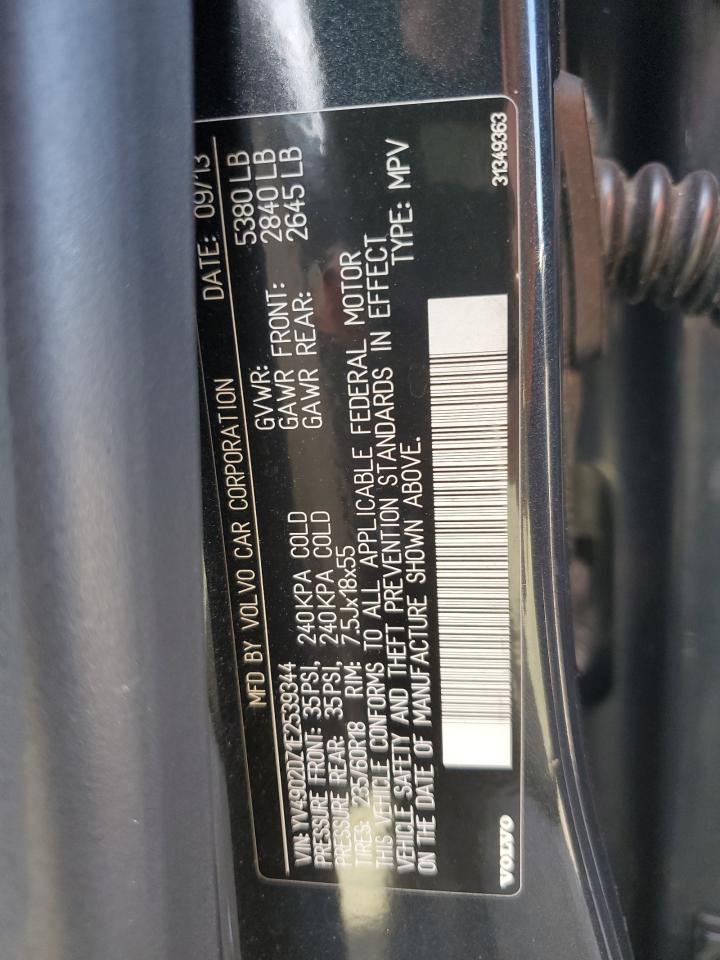 MFD BY VOLVO CAR CORPORATION DATE: 09/13
VIN: YV4902DZ1E2539344 GVWR: 5380 LB
PRESSURE FRONT: 35PSI, 240KPA COLD GAWR FRONT: 2840 LB
PRESSURE REAR: 35PSI, 240KPA COLD GAWR REAR: 2645 LB
TIRES: 235/60R18 RIM: 7.5Jx18x55
THIS VEHICLE CONFORMS TO ALL APPLICABLE FEDERAL MOTOR
VEHICLE SAFETY AND THEFT PREVENTION STANDARDS IN EFFECT
ON THE DATE OF MANUFACTURE SHOWN ABOVE. TYPE: MPV
VOLVO 31349363